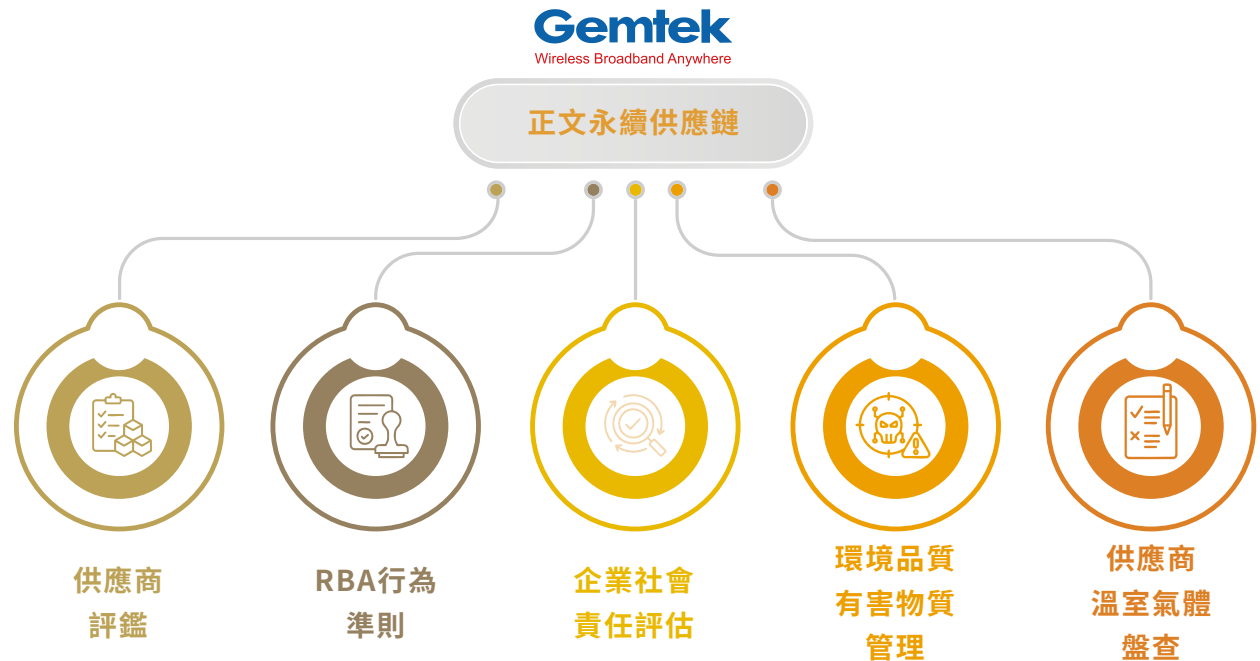 Gemtek
Wireless Broadband Anywhere
正文永續供應鏈
供應商
評鑑
RBA行為
準則
企業社會
責任評估
環境品質
有害物質
管理
供應商
溫室氣體
盤查